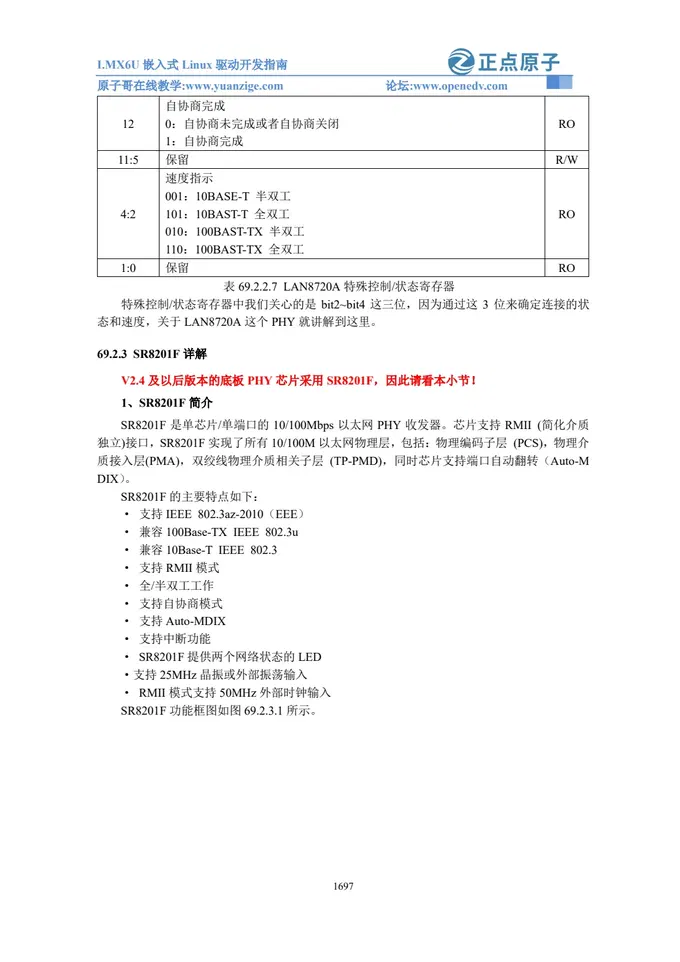 I.MX6U 嵌入式 Linux 驱动开发指南
正点原子
原子哥在线教学:www.yuanzige.com 论坛:www.openedv.com
自协商完成
12 0：自协商未完成或者自协商关闭 RO
1：自协商完成
11:5 保留 R/W
速度指示
001：10BASE-T 半双工
4:2 101：10BAST-T 全双工 RO
010：100BAST-TX 半双工
110：100BAST-TX 全双工
1:0 保留 RO
表 69.2.2.7 LAN8720A 特殊控制/状态寄存器
特殊控制/状态寄存器中我们关心的是 bit2~bit4 这三位，因为通过这 3 位来确定连接的状
态和速度，关于 LAN8720A 这个 PHY 就讲解到这里。
69.2.3 SR8201F 详解
V2.4 及以后版本的底板 PHY 芯片采用 SR8201F，因此请看本小节！
1、SR8201F 简介
SR8201F 是单芯片/单端口的 10/100Mbps 以太网 PHY 收发器。芯片支持 RMII (简化介质
独立)接口，SR8201F 实现了所有 10/100M 以太网物理层，包括：物理编码子层 (PCS)，物理介
质接入层(PMA)，双绞线物理介质相关子层 (TP-PMD)，同时芯片支持端口自动翻转（Auto-M
DIX）。
SR8201F 的主要特点如下：
· 支持 IEEE 802.3az-2010（EEE）
· 兼容 100Base-TX IEEE 802.3u
· 兼容 10Base-T IEEE 802.3
· 支持 RMII 模式
· 全/半双工工作
· 支持自协商模式
· 支持 Auto-MDIX
· 支持中断功能
· SR8201F 提供两个网络状态的 LED
· 支持 25MHz 晶振或外部振荡输入
· RMII 模式支持 50MHz 外部时钟输入
SR8201F 功能框图如图 69.2.3.1 所示。
1697